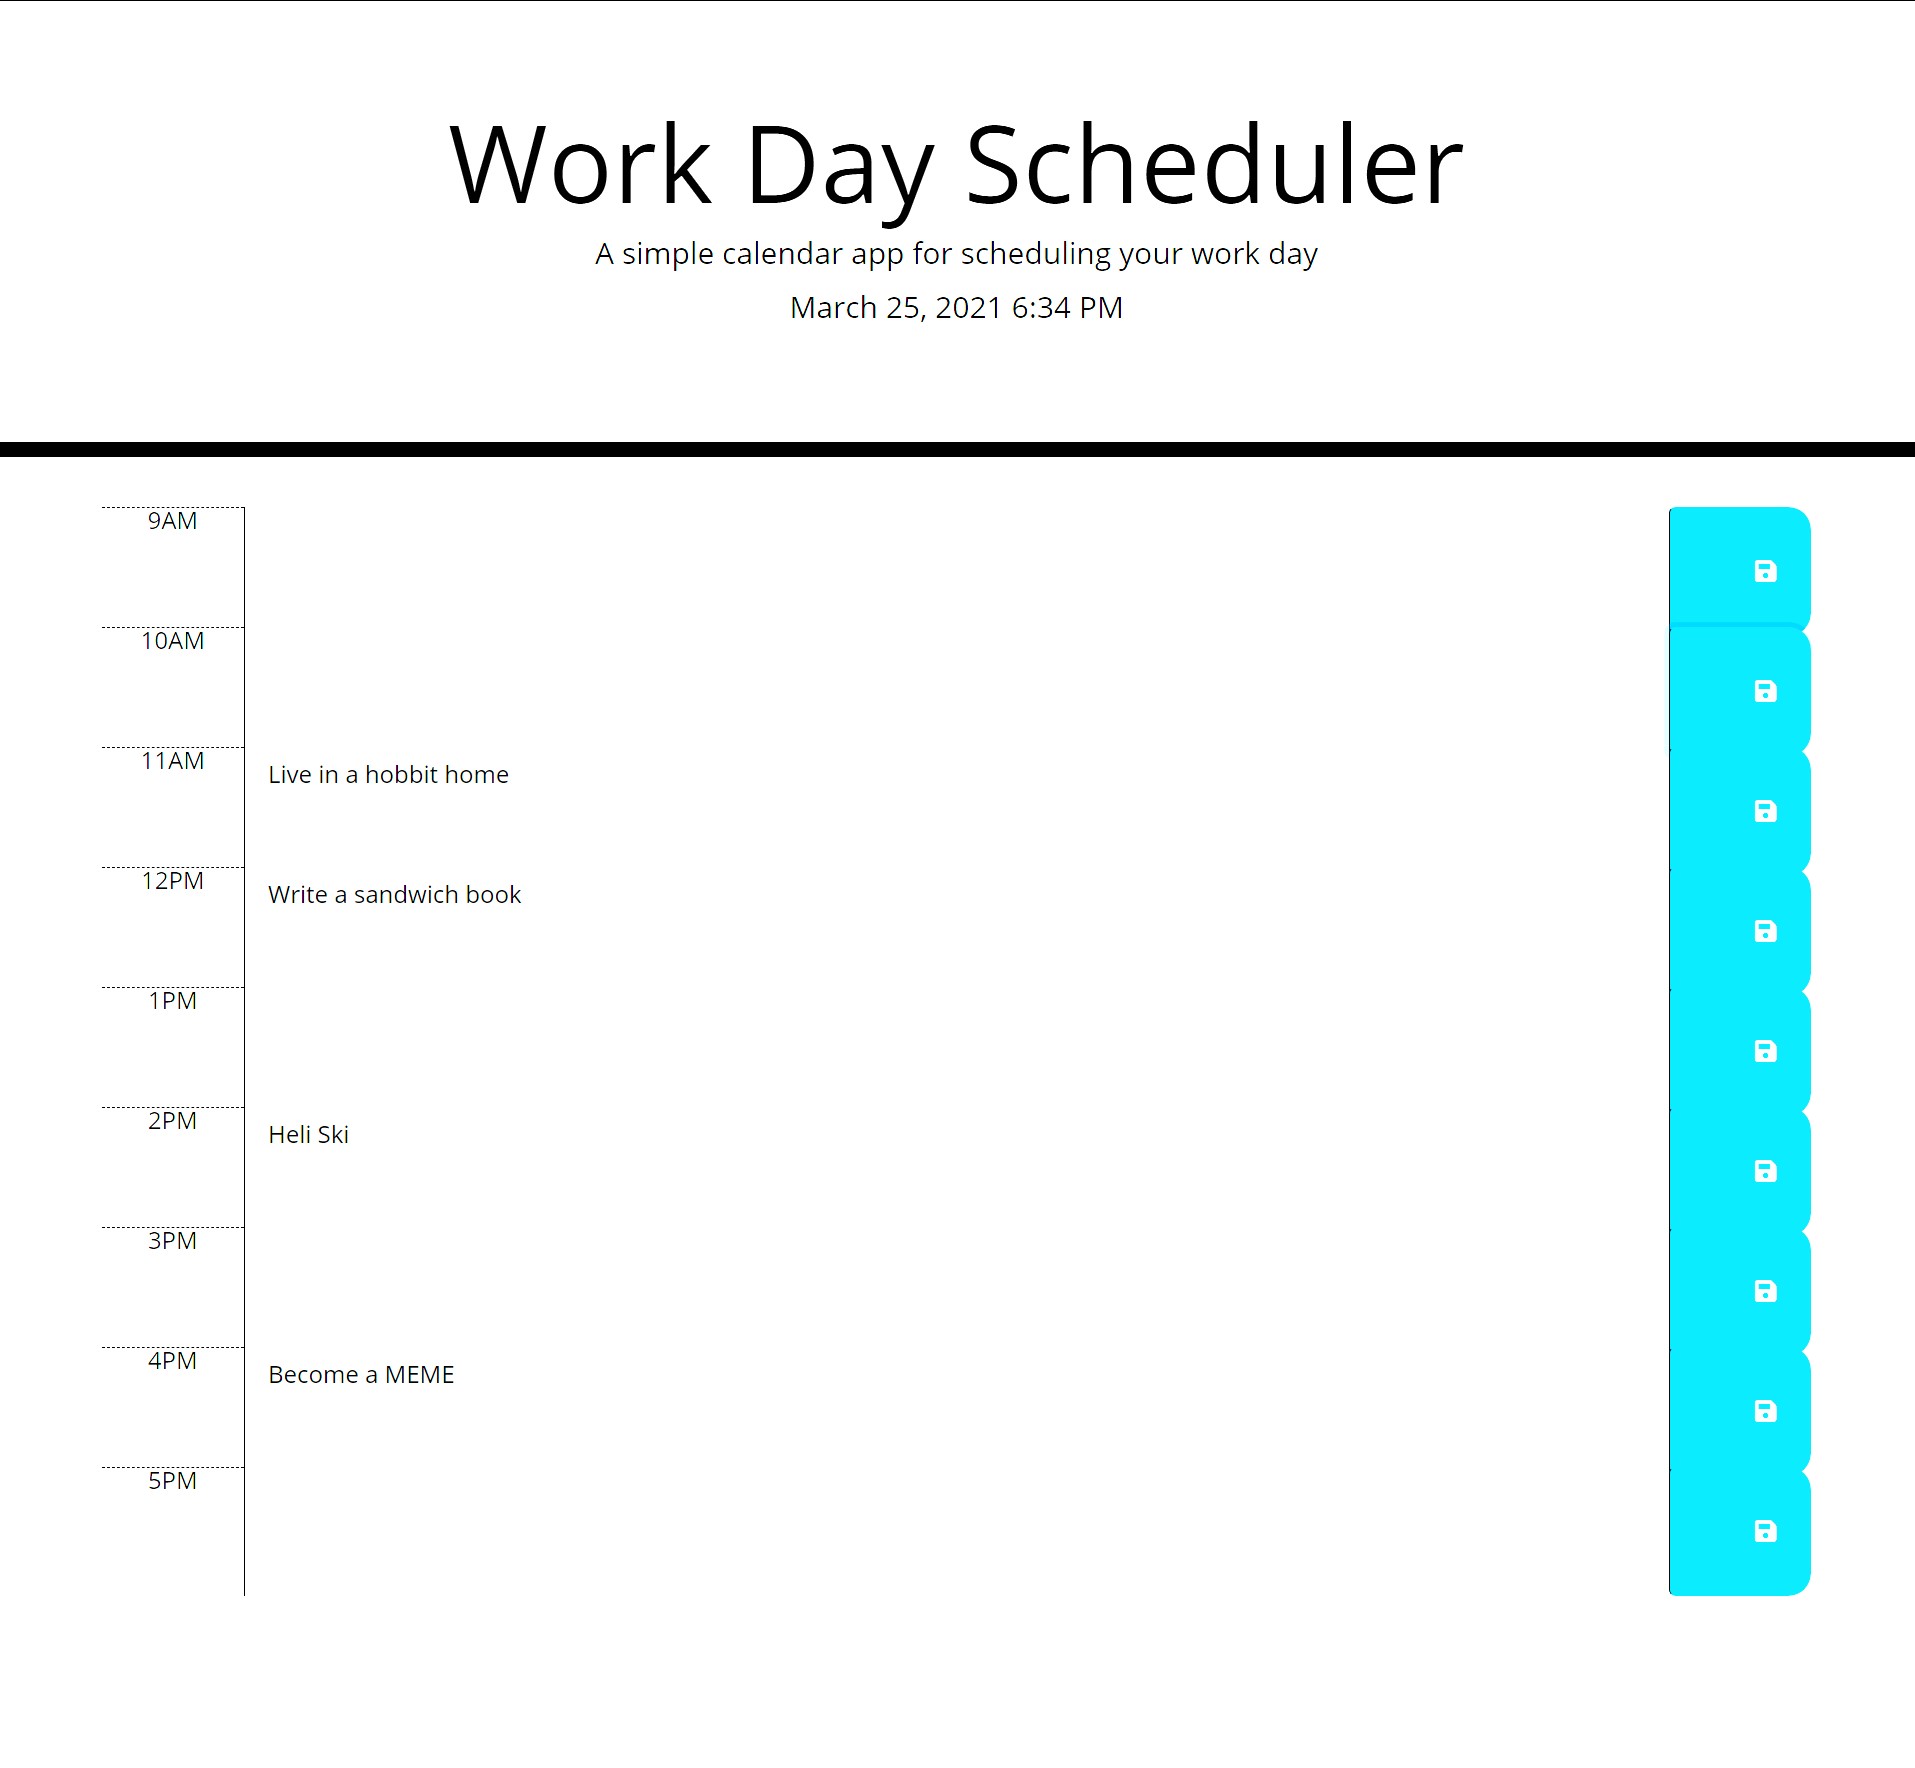 Work Day Scheduler
A simple calendar app for scheduling your work day
March 25, 2021 6:34 PM
9AM
10AM
11AM
Live in a hobbit home
12PM
Write a sandwich book
1PM
2PM
Heli Ski
3PM
4PM
Become a MEME
5PM